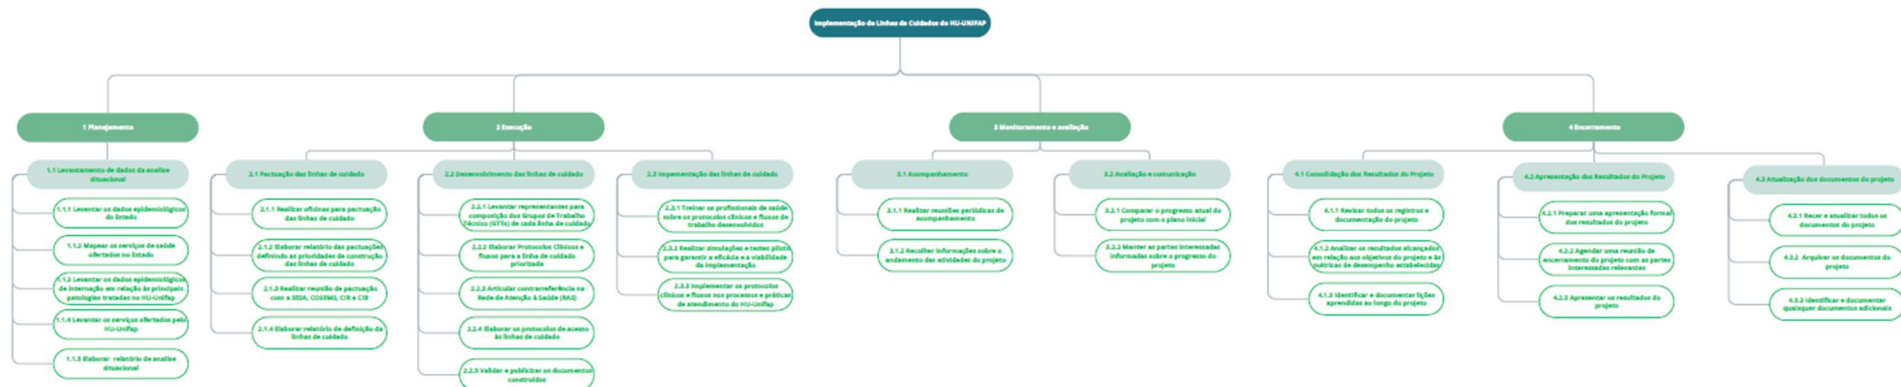 Implementação de Linhas de Cuidados do HU-UNIFAP
1 Planejamento
1.1 Levantamento de dados da analise
situacional
1.1.1 Levantar os dados epidemiológicos
do Estado
1.1.2 Mapear os serviços de saúde
ofertados no Estado
1.1.3 Levantar os dados epidemiológicos
de internação em relação às principais
patologias tratadas no HU-Unifap
1.1.4 Levantar os serviços ofertados pelo
HU-Unifap
1.1.5 Elaborar relatório de analise
situacional
2 Execução
2.1 Pactuação das linhas de cuidado
2.1.1 Realizar oficinas para pactuação
das linhas de cuidado
2.1.2 Elaborar relatório das pactuações
definindo as prioridades de construção
das linhas de cuidado
2.1.3 Realizar reunião de pactuação
com a SESA, COSEMS, CIR e CIB
2.1.4 Elaborar relatório de definição da
linhas de cuidado
2.2 Desenvolvimento das linhas de cuidado
2.2.1 Levantar representantes para
composição dos Grupos de Trabalho
Técnico (GTTs) de cada linha de cuidado
2.2.2 Elaborar Protocolos Clínicos e
fluxos para a linha de cuidado
priorizada
2.2.3 Articular contrarreferência na
Rede de Atenção à Saúde (RAS)
2.2.4 Elaborar os protocolos de acesso
às linhas de cuidado
2.2.5 Validar e publicizar os documentos
construídos
2.3 Impementação das linhas de cuidado
2.3.1 Treinar os profissionais de saúde
sobre os protocolos clínicos e fluxos de
trabalho desenvolvidos
2.3.2 Realizar simulações e testes piloto
para garantir a eficácia e a viabilidade
da implementação
2.3.3 Implementar os protocolos
clínicos e fluxos nos processos e práticas
de atendimento do HU-Unifap
3 Monitoramento e avaliação
3.1 Acompanhamento
3.1.1 Realizar reuniões periódicas de
acompanhamento
3.1.2 Recolher informações sobre o
andamento das atividades do projeto
3.2 Avaliação e comunicação
3.2.1 Comparar o progresso atual do
projeto com o plano inicial
3.2.2 Manter as partes interessadas
informadas sobre o progresso do
projeto
4 Encerramento
4.1 Consolidação dos Resultados do Projeto
4.1.1 Revisar todos os registros e
documentação do projeto
4.1.2 Analisar os resultados alcançados
em relação aos objetivos do projeto e às
métricas de desempenho estabelecidas
4.1.3 Identificar e documentar lições
aprendidas ao longo do projeto
4.2 Apresentação dos Resultados do Projeto
4.2.1 Preparar uma apresentação formal
dos resultados do projeto
4.2.2 Agendar uma reunião de
encerramento do projeto com as partes
interessadas relevantes
4.2.3 Apresentar os resultados do
projeto
4.3 Atualização dos documentos do projeto
4.3.1 Rever e atualizar todos os
documentos do projeto
4.3.2 Arquivar os documentos do
projeto
4.3.3 Identificar e documentar
quaisquer documentos adicionais